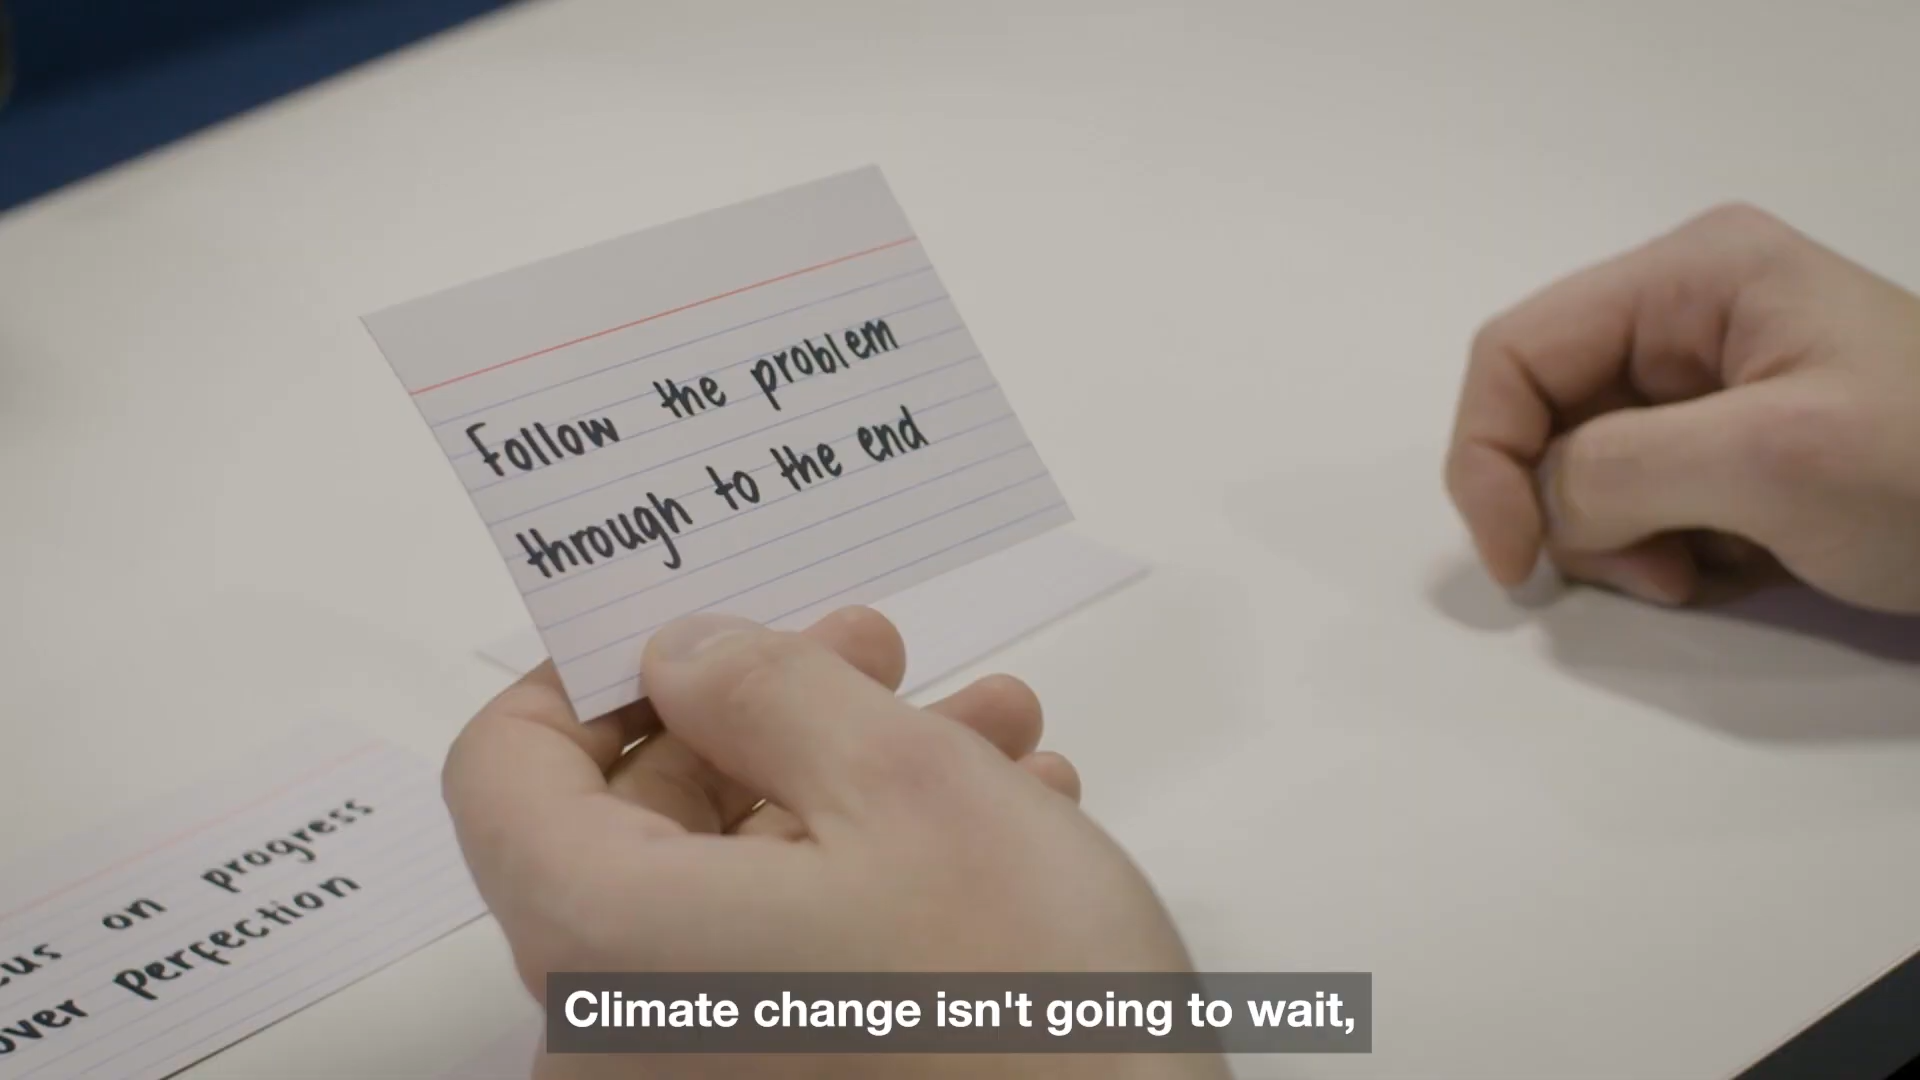 Follow the problem
through to the end
on progress
over perfection
Climate change isn't going to wait,